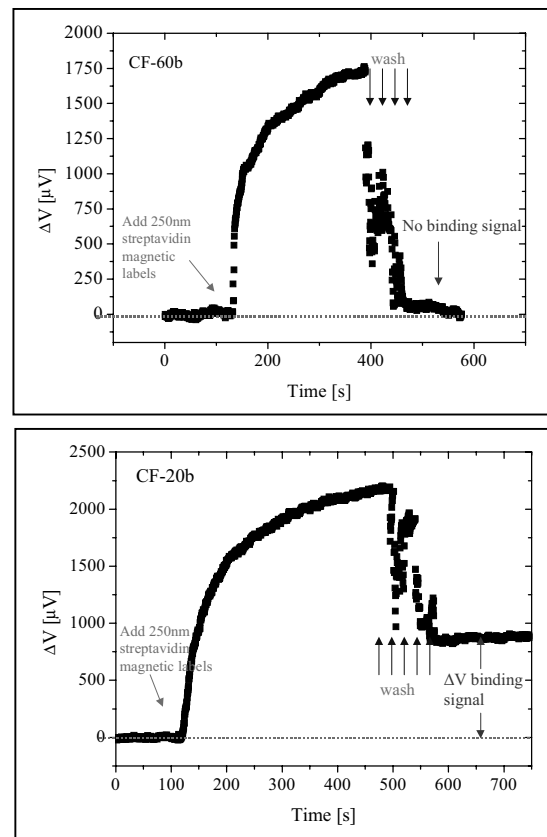 CF-60b
wash
Add 250nm
streptavidin
magnetic
labels
No binding signal
ΔV [µV]
1750
1500
1250
1000
750
500
250
0
0 200 400 600
Time [s]
CF-20b
Add 250nm
streptavidin
magnetic labels
wash
ΔV binding
signal
ΔV [µV]
2500
2000
1500
1000
500
0
0 100 200 300 400 500 600 700
Time [s]